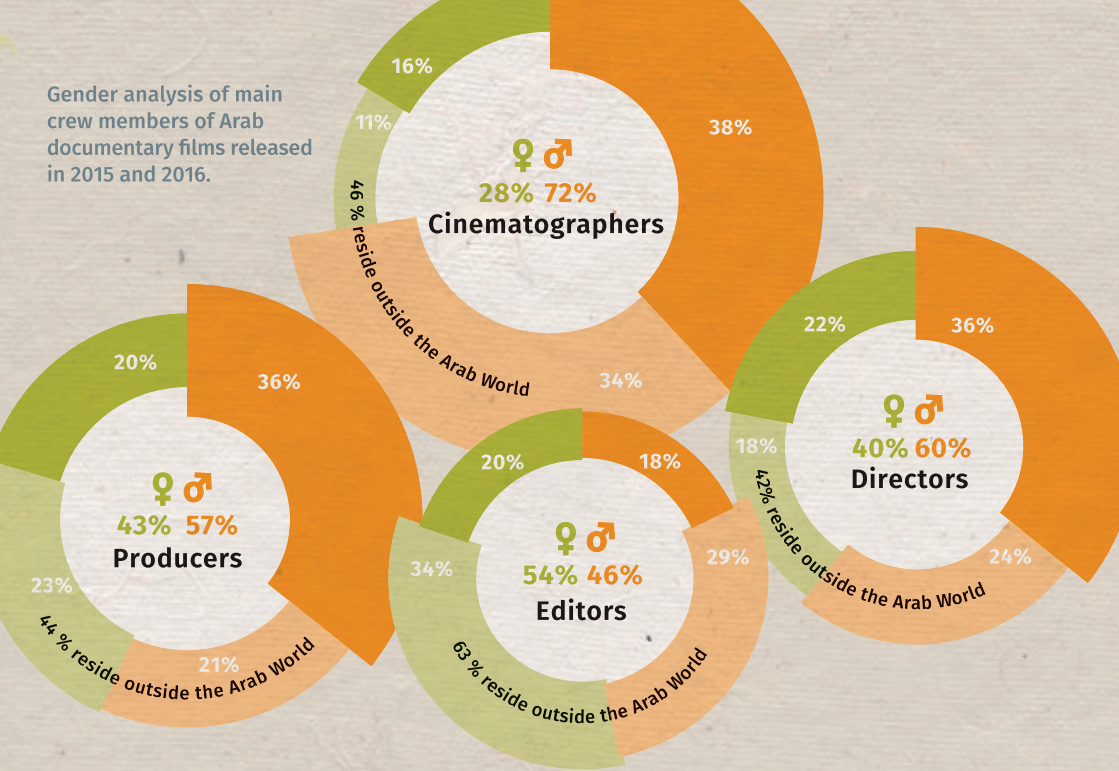 Gender analysis of main
crew members of Arab
documentary films released
in 2015 and 2016.
16%
38%
11%
♀ ♂
28% 72%
Cinematographers
46 % reside outside the Arab World
34%
22%
36%
18%
♀ ♂
40% 60%
Directors
42% reside outside the Arab World
24%
20%
36%
♀ ♂
43% 57%
Producers
23%
21%
44 % reside outside the Arab World
20%
18%
34%
29%
♀ ♂
54% 46%
Editors
63 % reside outside the Arab World